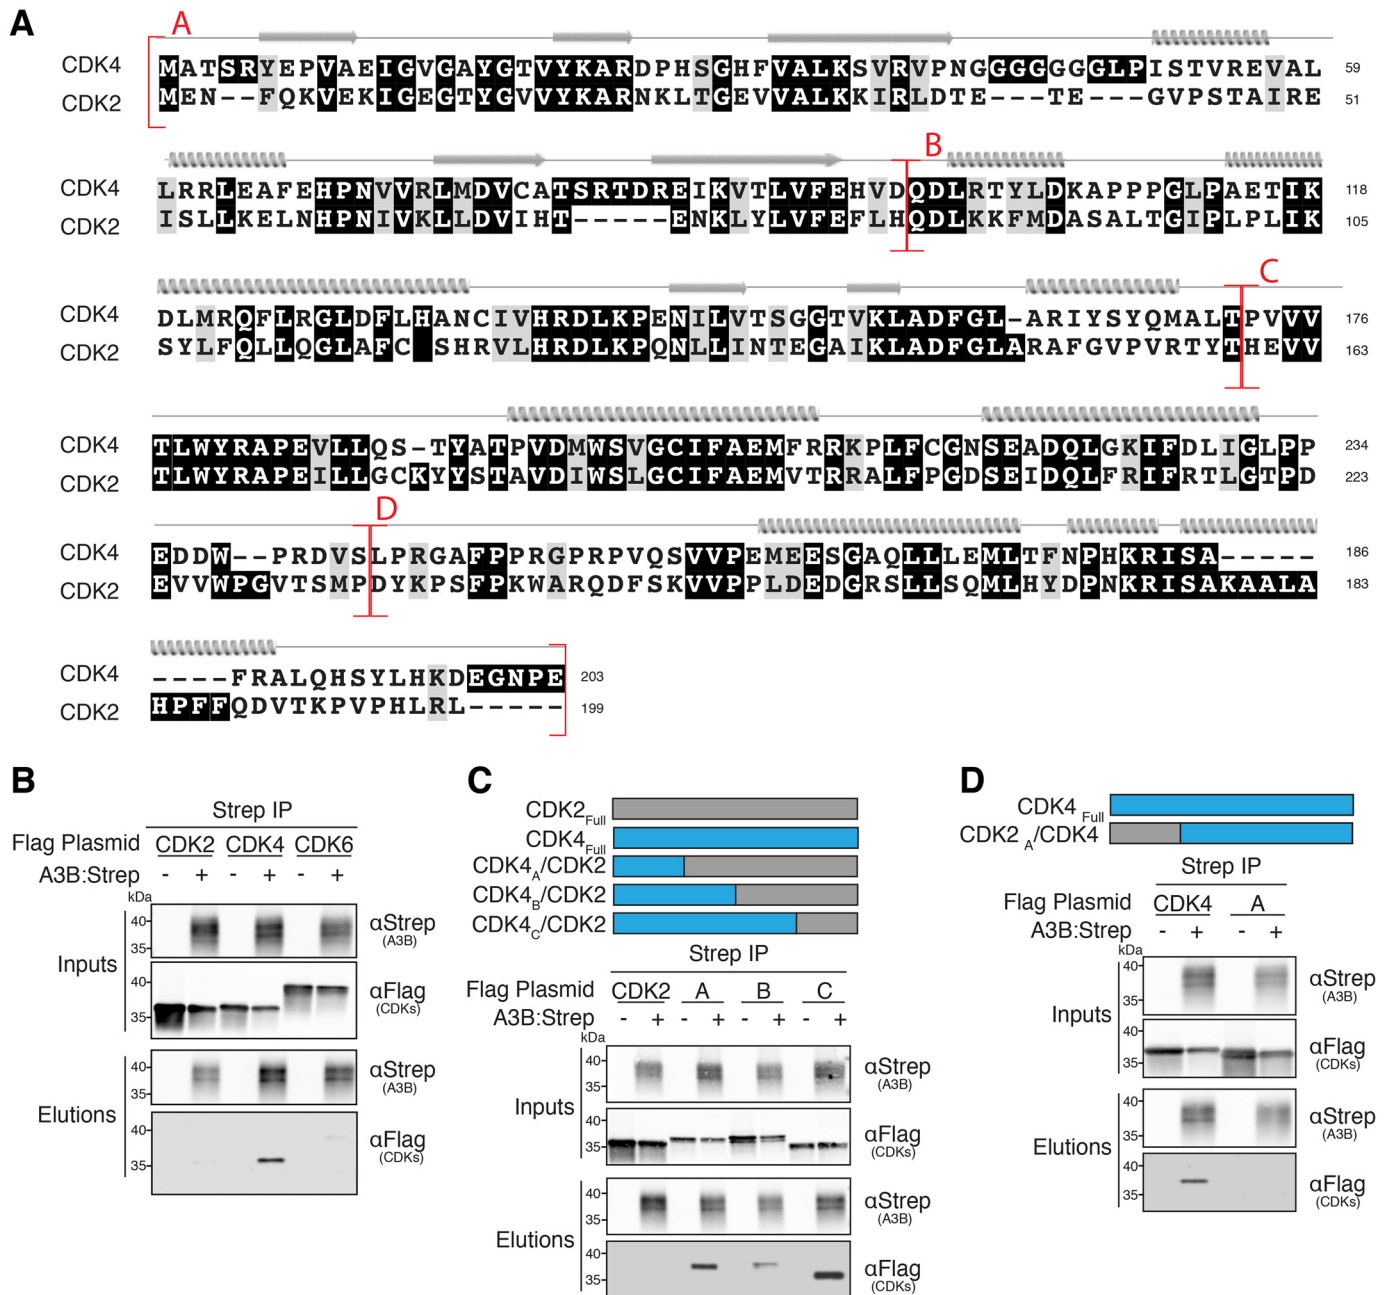 A
A
CDK4 MATSRYEPVAEIGVGAYGTVYKARDPHSGHFVALKSVRVPNGGGGGGGLPISTVREVAL 59
CDK2 MEN--FQKVEKIGEGTYGVVYKARNKLTGEVVALKKIRLDTE---TE---GVPSTAIRE 51
B
CDK4 LRRLEAFEHPNVVRLMDVCATSRTDREIKVTLVFEHVDQDLRTYLDKAPPPGLPAETIK 118
CDK2 ISLLKELNHPNIVKLLDVIHT-----ENKLYLVFEFLHQDLKKFMDASALTGIPLPLIK 105
C
CDK4 DLMRQFLRGLDFLHANCIVHRDLKPENILVTSGGTVKLADFGL-ARIYSYQMALTPVVV 176
CDK2 SYLFQLLQGLAFC SHRVLHRDLKPQNLLINTEGAIKLADFGLARAFGVPVRTYTHEVV 163
CDK4 TLWYRAPEVLLQS-TYATPVDMWSVGCIFAEMFRRKPLFCGNSEADQLGKIFDLIGLPP 234
CDK2 TLWYRAPEILLGCKYYSTAVDIWSLGCIFAEMVTRRALFPGDSEIDQLFRIFRTLGTPD 223
D
CDK4 EDDW--PRDVSLPRGAFPPRGPRPVQSVVPEMEESGAQLLLEMLTFNPHKRISA----- 186
CDK2 EVVWPGVTSMPDYKPSFPKWARQDFSKVVPPLDEDGRSLLSQMLHYDPNKRISAKAALA 183
CDK4 ----FRALQHSYLHKDEGNPE 203
CDK2 HPFFQDVTKPVPHLRL----- 199
B
Strep IP
Flag Plasmid CDK2 CDK4 CDK6
A3B:Strep - + - + - +
kDa
40
35
αStrep
(A3B)
Inputs
40
35
αFlag
(CDKs)
40
35
αStrep
(A3B)
Elutions
40
35
αFlag
(CDKs)
C
CDK2Full
CDK4Full
CDK4A/CDK2
CDK4B/CDK2
CDK4C/CDK2
Strep IP
Flag Plasmid CDK2 A B C
A3B:Strep - + - + - + - +
kDa
40
35
αStrep
(A3B)
Inputs
40
35
αFlag
(CDKs)
40
35
αStrep
(A3B)
Elutions
40
35
αFlag
(CDKs)
D
CDK4 Full
CDK2 A/CDK4
Strep IP
Flag Plasmid CDK4 A
A3B:Strep - + - +
kDa
40
35
αStrep
(A3B)
Inputs
40
35
αFlag
(CDKs)
40
35
αStrep
(A3B)
Elutions
40
35
αFlag
(CDKs)